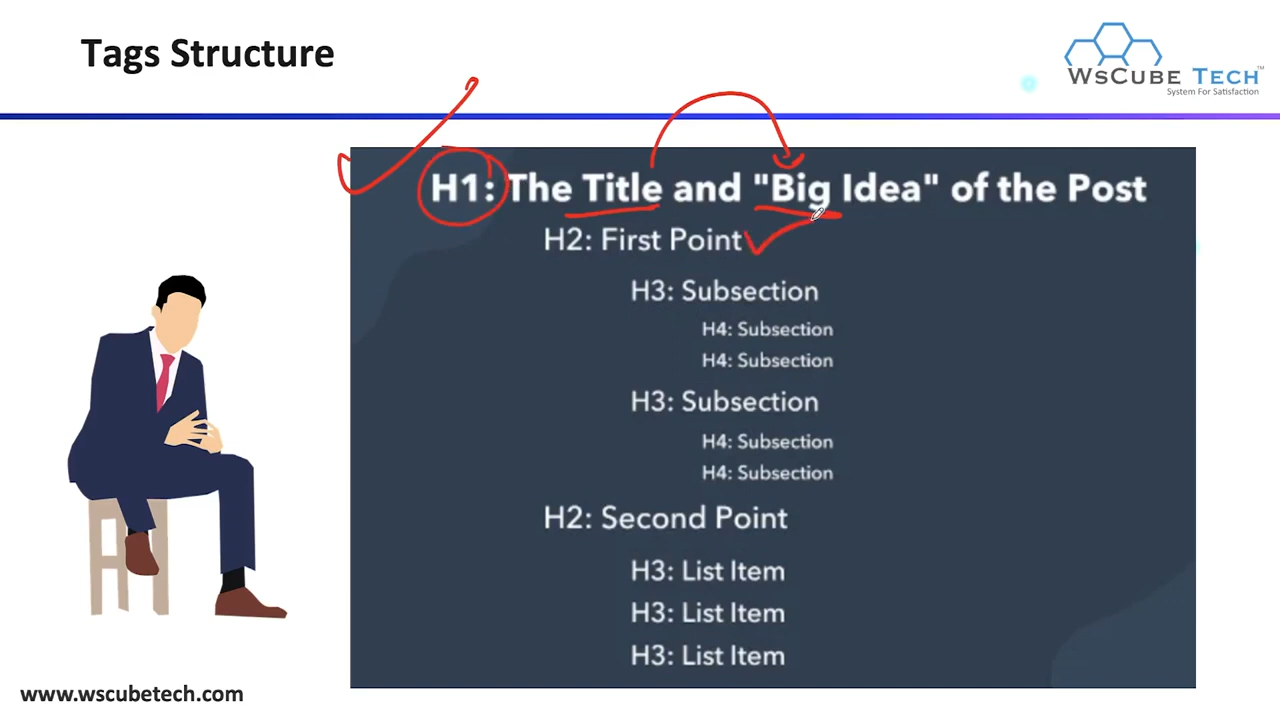 Tags Structure
WsCube Tech™
System For Satisfaction
H1: The Title and "Big Idea" of the Post
H2: First Point
H3: Subsection
H4: Subsection
H4: Subsection
H3: Subsection
H4: Subsection
H4: Subsection
H2: Second Point
H3: List Item
H3: List Item
H3: List Item
www.wscubetech.com